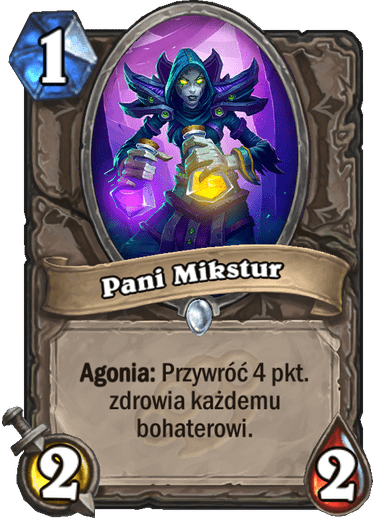 1
Pani Mikstur
Agonia: Przywróć 4 pkt.
zdrowia każdemu
bohaterowi.
2
2